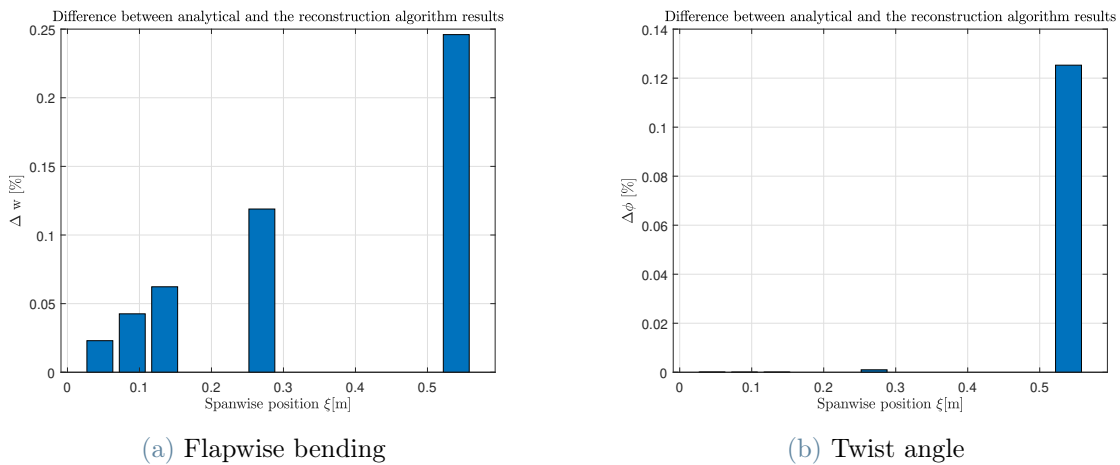 Difference between analytical and the reconstruction algorithm results
0.25
0.2
0.15
0.1
0.05
0
Δ w [%]
0 0.1 0.2 0.3 0.4 0.5
Spanwise position ξ[m]
(a) Flapwise bending
Difference between analytical and the reconstruction algorithm results
0.14
0.12
0.1
0.08
0.06
0.04
0.02
0
Δϕ [%]
0 0.1 0.2 0.3 0.4 0.5
Spanwise position ξ[m]
(b) Twist angle